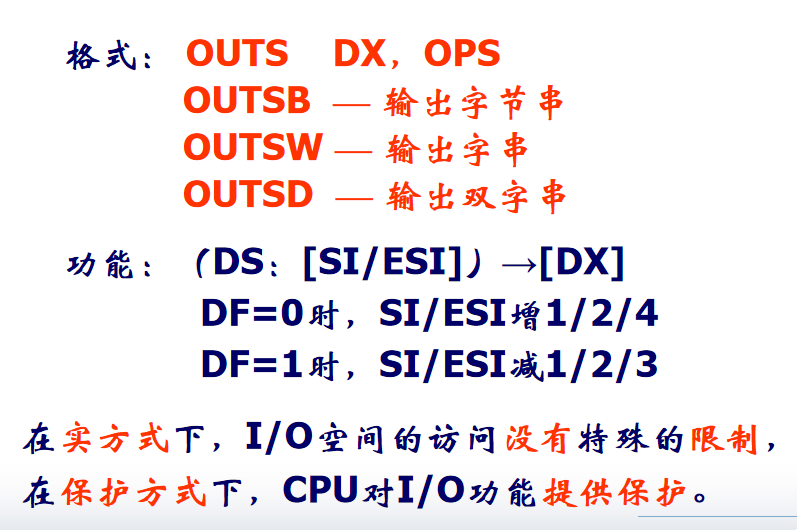 格式： OUTS DX，OPS
OUTSB — 输出字节串
OUTSW — 输出字串
OUTSD — 输出双字串
功能：（DS：[SI/ESI]）→[DX]
DF=0时，SI/ESI增1/2/4
DF=1时，SI/ESI减1/2/3
在实方式下，I/O空间的访问没有特殊的限制，
在保护方式下，CPU对I/O功能提供保护。